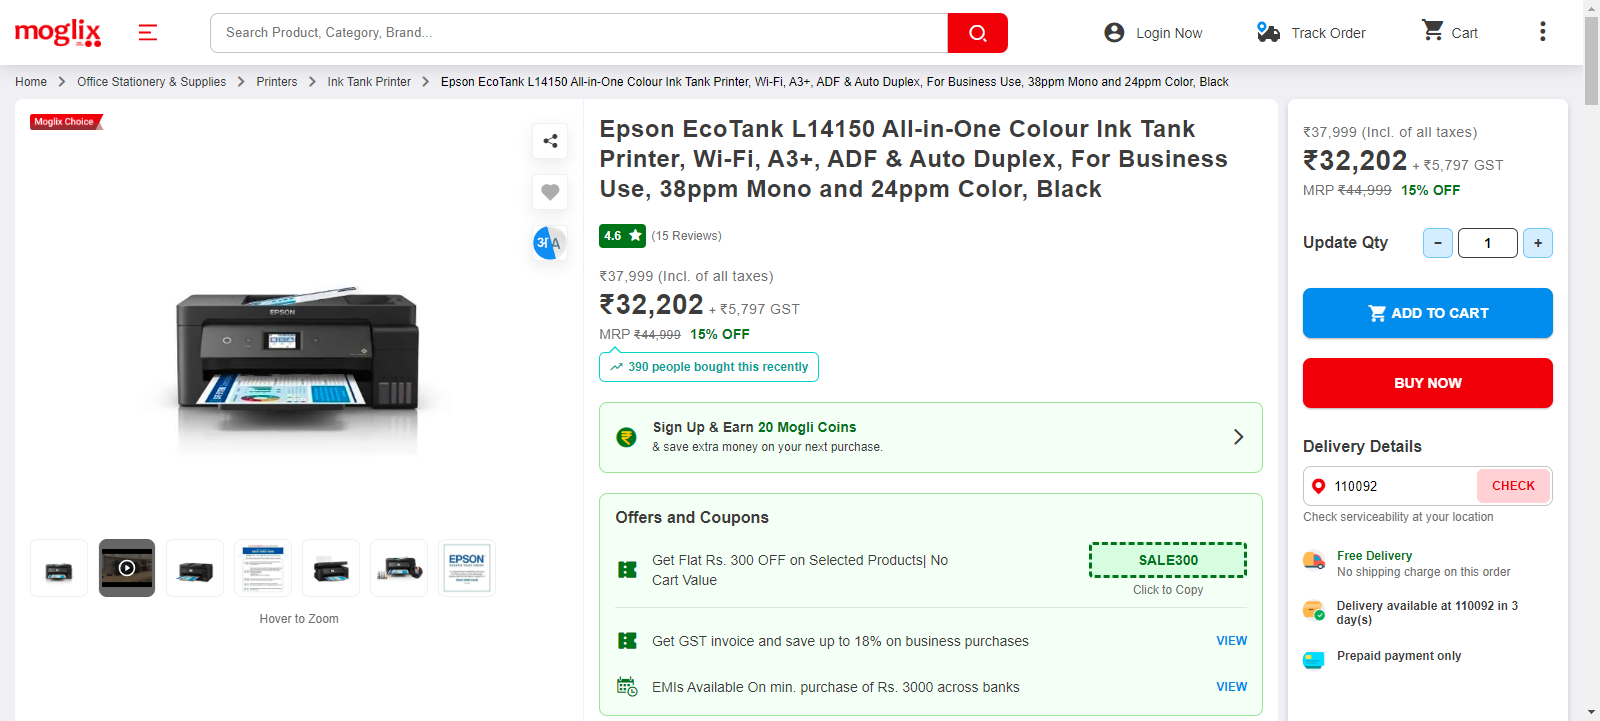 moglix
Search Product, Category, Brand...
Login Now
Track Order
Cart
Home
Office Stationery & Supplies
Printers
Ink Tank Printer
Epson EcoTank L14150 All-in-One Colour Ink Tank Printer, Wi-Fi, A3+, ADF & Auto Duplex, For Business Use, 38ppm Mono and 24ppm Color, Black
Moglix Choice
अ A
EPSON
EPSON
Hover to Zoom
Epson EcoTank L14150 All-in-One Colour Ink Tank
Printer, Wi-Fi, A3+, ADF & Auto Duplex, For Business
Use, 38ppm Mono and 24ppm Color, Black
4.6 (15 Reviews)
₹37,999 (Incl. of all taxes)
₹32,202 + ₹5,797 GST
MRP ₹44,999 15% OFF
390 people bought this recently
Sign Up & Earn 20 Mogli Coins
& save extra money on your next purchase.
Offers and Coupons
Get Flat Rs. 300 OFF on Selected Products| No
Cart Value
SALE300
Click to Copy
Get GST invoice and save up to 18% on business purchases
VIEW
EMIs Available On min. purchase of Rs. 3000 across banks
VIEW
₹37,999 (Incl. of all taxes)
₹32,202 + ₹5,797 GST
MRP ₹44,999 15% OFF
Update Qty
- 1 +
ADD TO CART
BUY NOW
Delivery Details
110092
CHECK
Check serviceability at your location
Free Delivery
No shipping charge on this order
Delivery available at 110092 in 3
day(s)
Prepaid payment only